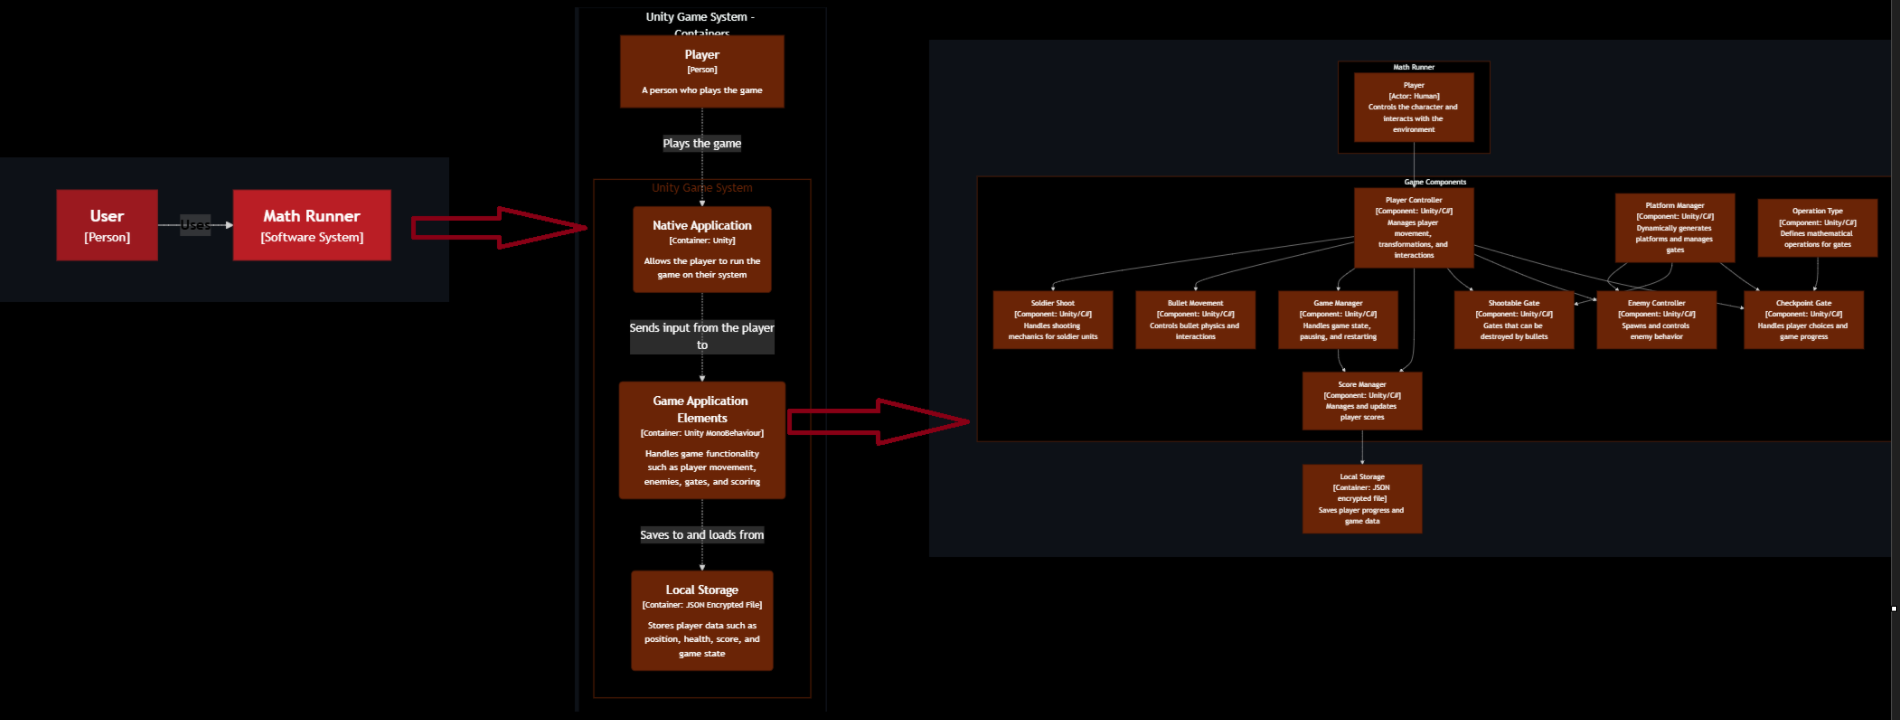 User
[Person]
Uses
Math Runner
[Software System]
Unity Game System -
Containers
Player
[Person]
A person who plays the game
Plays the game
Unity Game System
Native Application
[Container: Unity]
Allows the player to run the
game on their system
Sends input from the player
to
Game Application
Elements
[Container: Unity MonoBehaviour]
Handles game functionality
such as player movement,
enemies, gates, and scoring
Saves to and loads from
Local Storage
[Container: JSON Encrypted File]
Stores player data such as
position, health, score, and
game state
Math Runner
Player
[Actor: Human]
Controls the character and
interacts with the
environment
Game Components
Player Controller
[Component: Unity/C#]
Manages player
movement,
transformations, and
interactions
Platform Manager
[Component: Unity/C#]
Dynamically generates
platforms and manages
gates
Operation Type
[Component: Unity/C#]
Defines mathematical
operations for gates
Soldier Shoot
[Component: Unity/C#]
Handles shooting
mechanics for soldier units
Bullet Movement
[Component: Unity/C#]
Controls bullet physics and
interactions
Game Manager
[Component: Unity/C#]
Handles game state,
pausing, and restarting
Shootable Gate
[Component: Unity/C#]
Gates that can be
destroyed by bullets
Enemy Controller
[Component: Unity/C#]
Spawns and controls
enemy behavior
Checkpoint Gate
[Component: Unity/C#]
Handles player choices and
game progress
Score Manager
[Component: Unity/C#]
Manages and updates
player scores
Local Storage
[Container: JSON
encrypted file]
Saves player progress and
game data